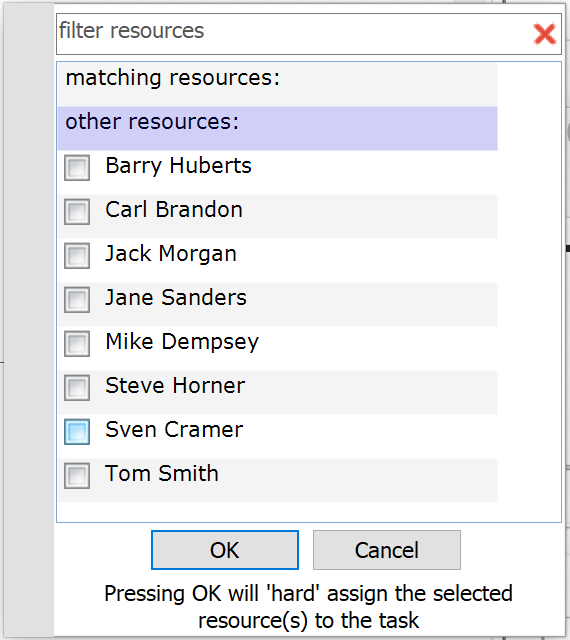 filter resources
matching resources:
other resources:
Barry Huberts
Carl Brandon
Jack Morgan
Jane Sanders
Mike Dempsey
Steve Horner
Sven Cramer
Tom Smith
OK
Cancel
Pressing OK will 'hard' assign the selected
resource(s) to the task